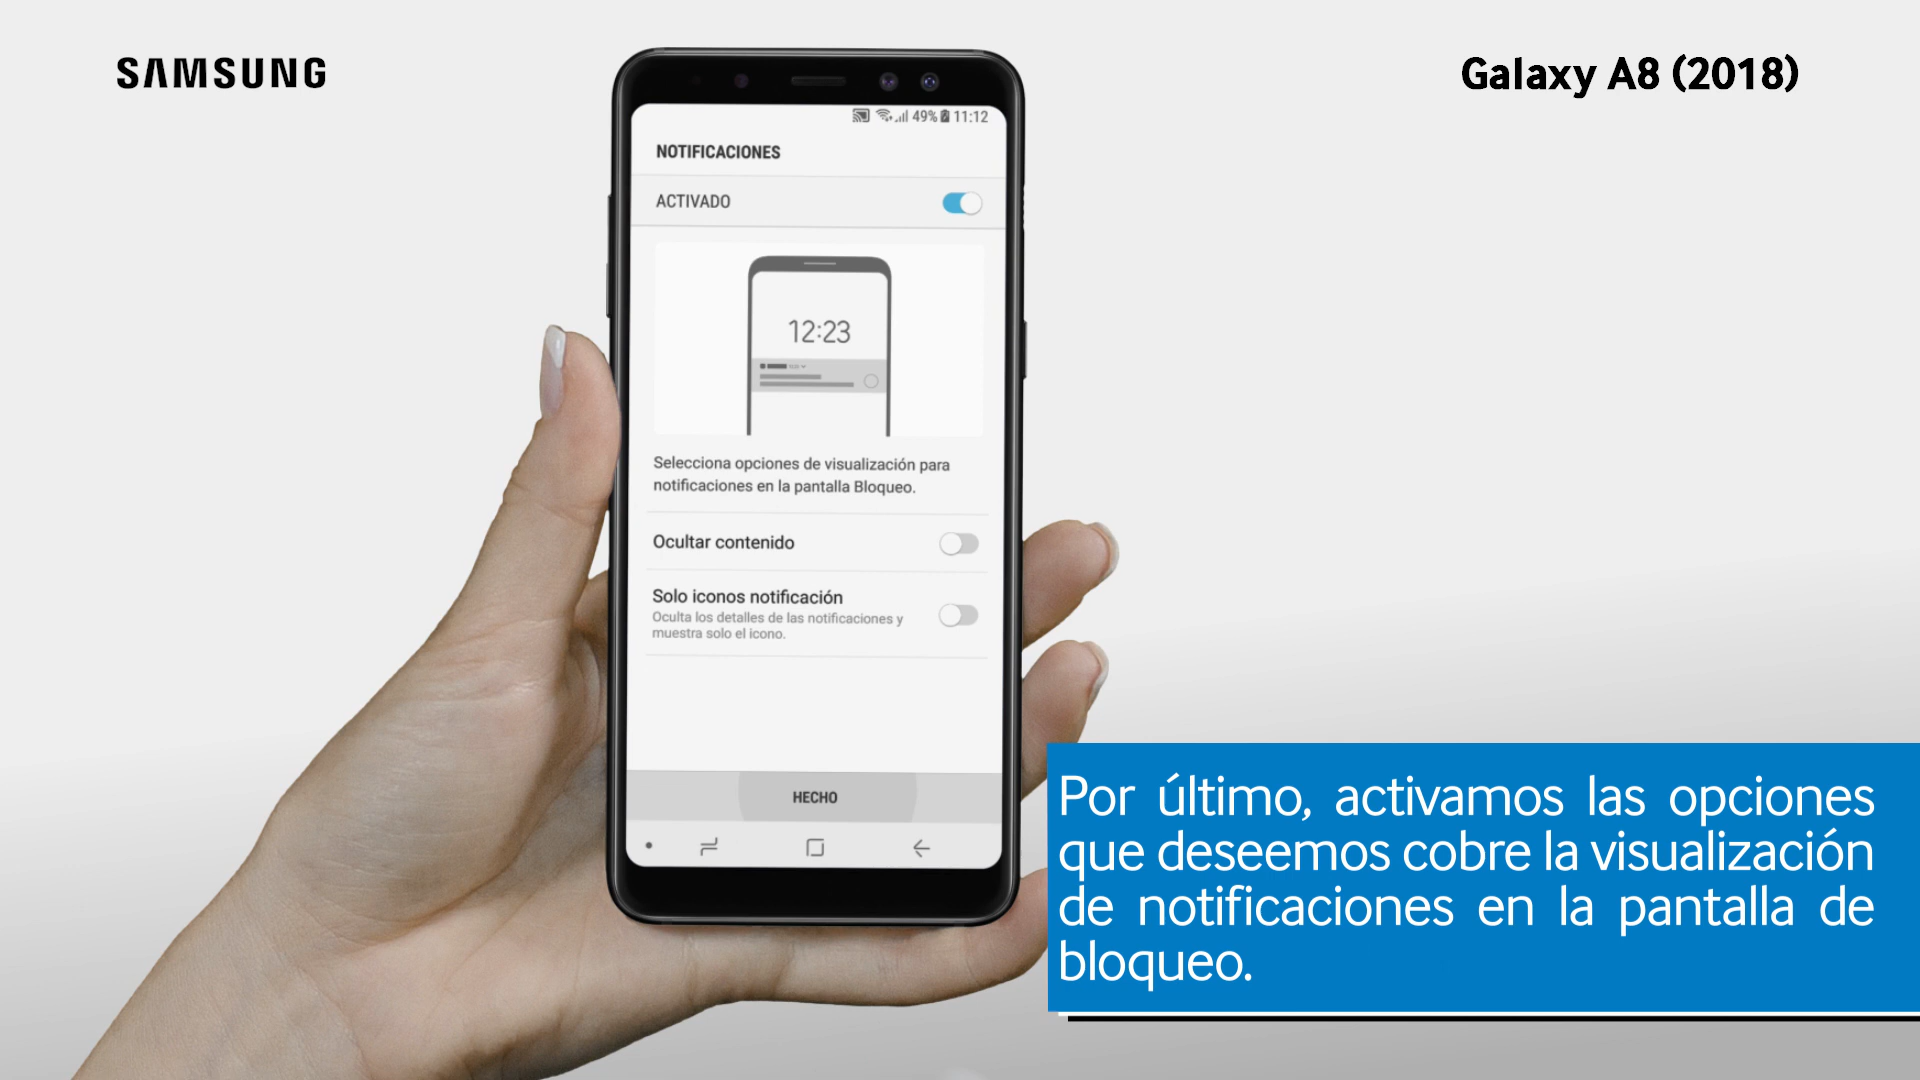 SAMSUNG
Galaxy A8 (2018)
49% 11:12
NOTIFICACIONES
ACTIVADO
12:23
Selecciona opciones de visualización para
notificaciones en la pantalla Bloqueo.
Ocultar contenido
Solo iconos notificación
Oculta los detalles de las notificaciones y
muestra solo el icono.
HECHO
Por último, activamos las opciones
que deseemos cobre la visualización
de notificaciones en la pantalla de
bloqueo.